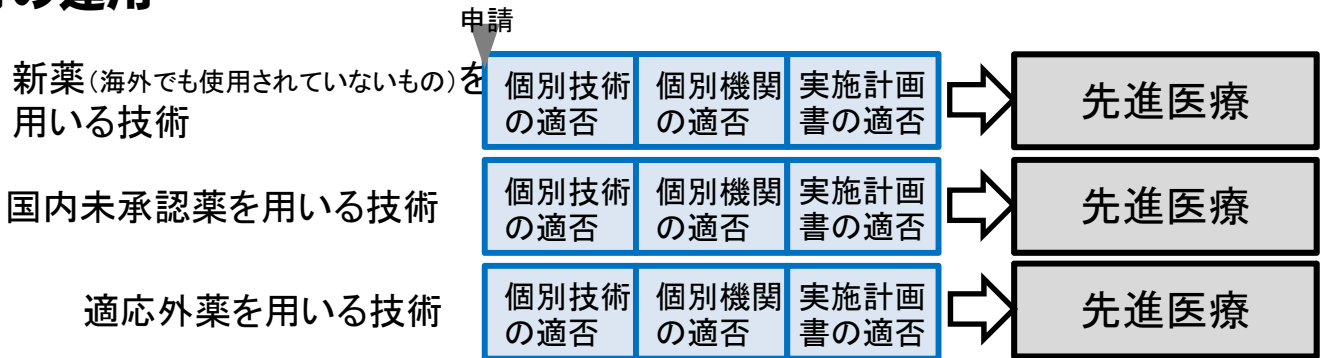 の運用
申請
新薬(海外でも使用されていないもの)を
用いる技術
個別技術
の適否
個別機関
の適否
実施計画
書の適否
先進医療
国内未承認薬を用いる技術
個別技術
の適否
個別機関
の適否
実施計画
書の適否
先進医療
適応外薬を用いる技術
個別技術
の適否
個別機関
の適否
実施計画
書の適否
先進医療